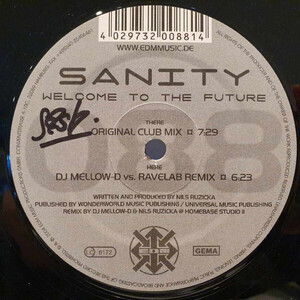 4 029732 008814
WWW.EDMMUSIC.DE
SANITY
WELCOME TO THE FUTURE
THERE
ORIGINAL CLUB MIX ¤ 7:29
HERE
DJ MELLOW-D vs. RAVELAB REMIX ¤ 6:23
WRITTEN AND PRODUCED BY NILS RUZICKA
PUBLISHED BY WONDERWORLD MUSIC PUBLISHING / UNIVERSAL MUSIC PUBLISHING
REMIX BY DJ MELLOW-D & NILS RUZICKA @ HOMEBASE STUDIO II
LC 8172
GEMA